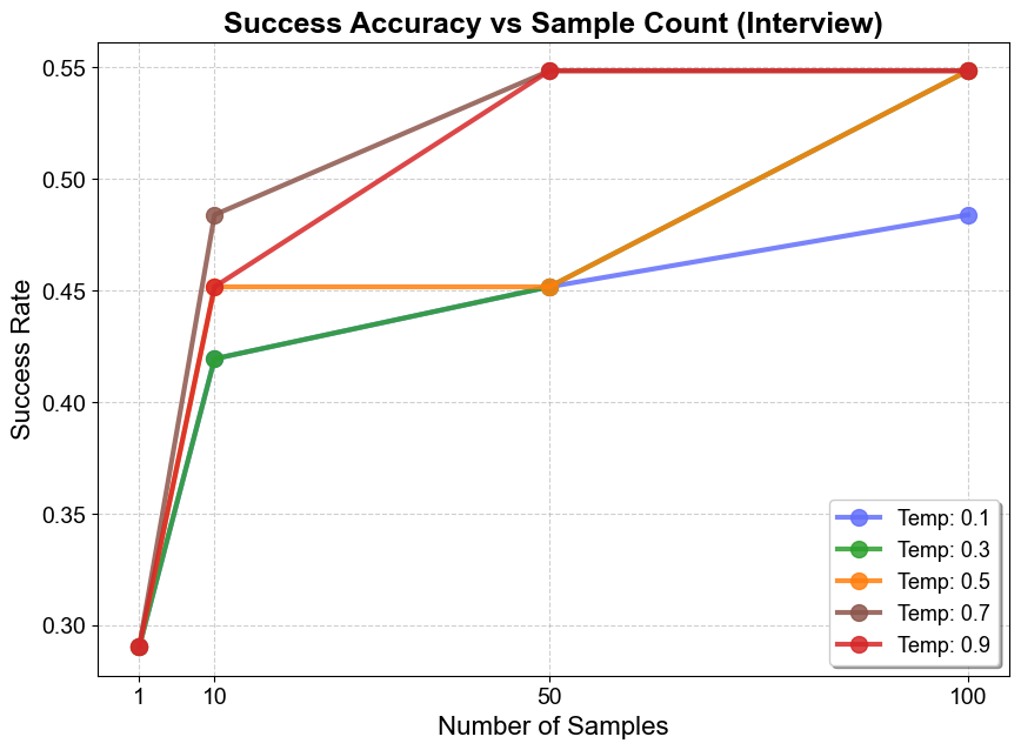 Success Accuracy vs Sample Count (Interview)
0.55
0.50
0.45
0.40
0.35
0.30
Success Rate
Temp: 0.1
Temp: 0.3
Temp: 0.5
Temp: 0.7
Temp: 0.9
1 10 50 100
Number of Samples